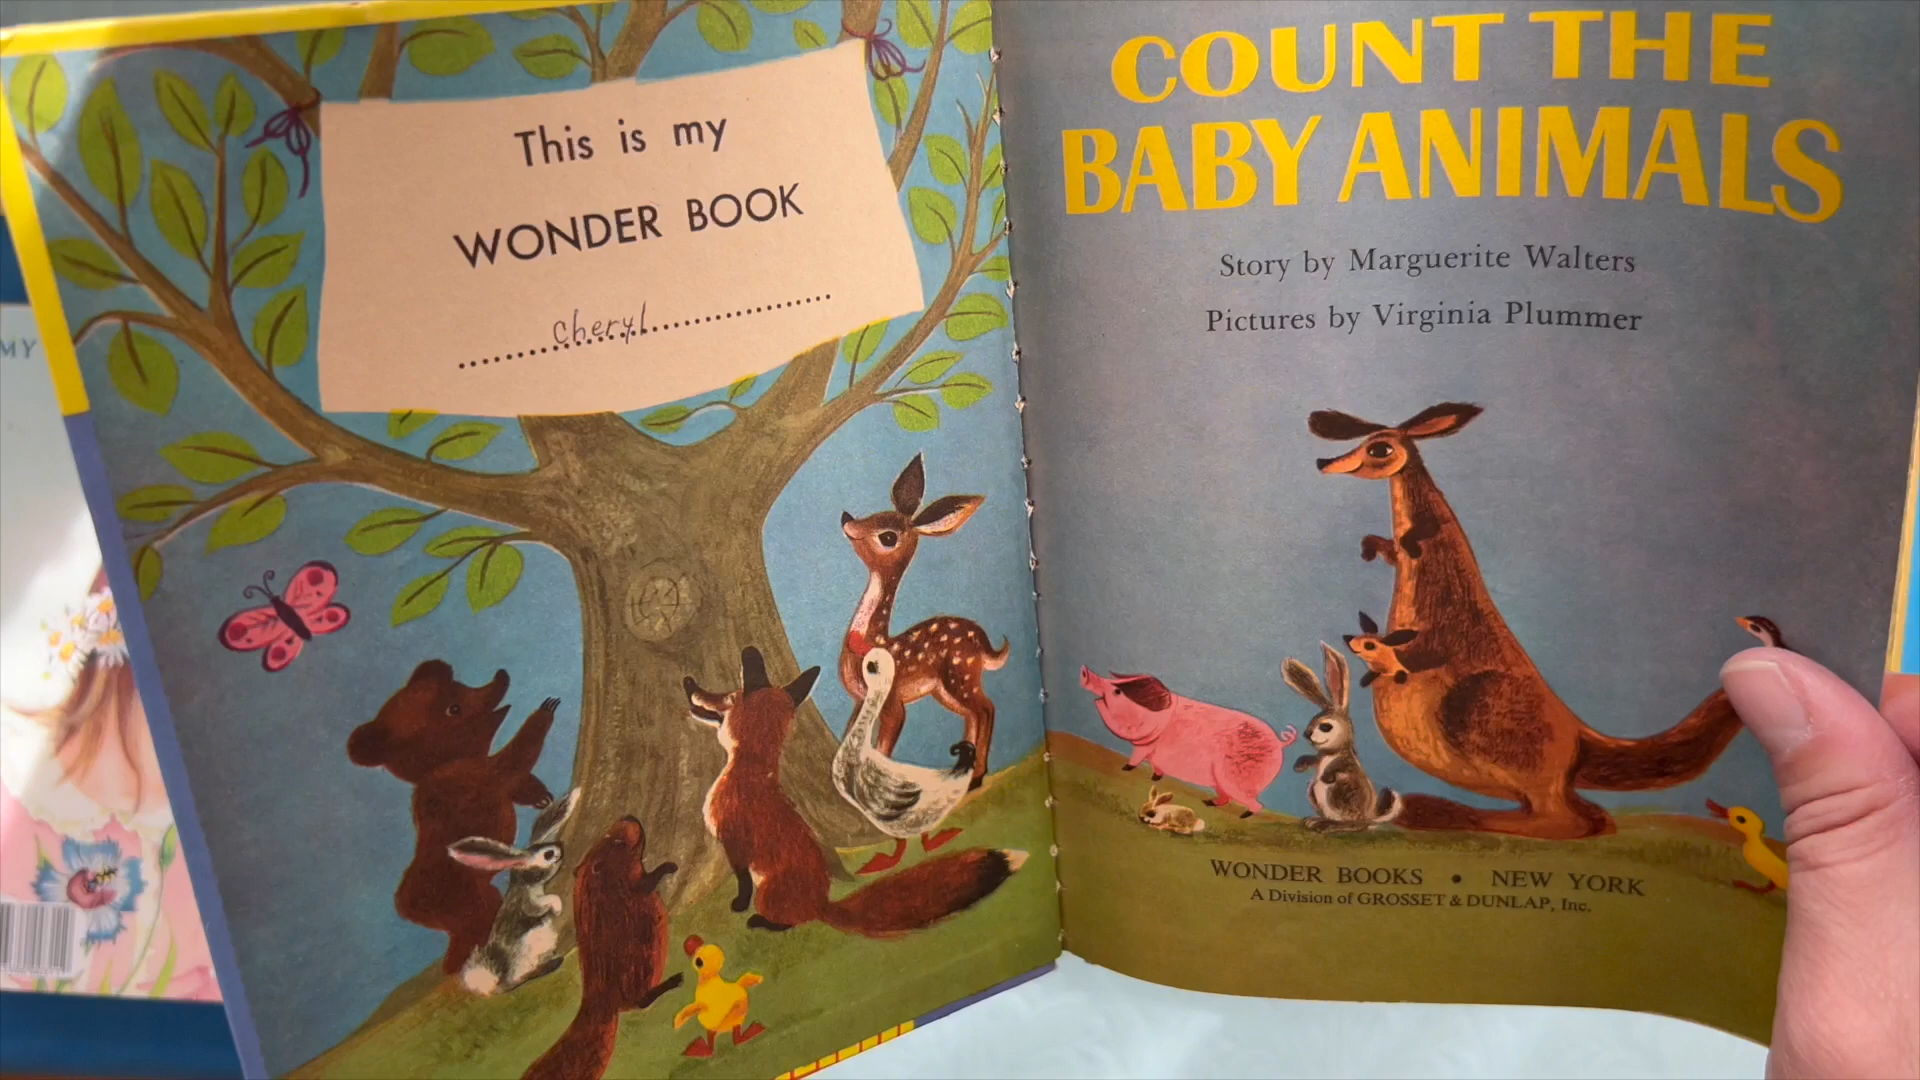 MY
This is my
WONDER BOOK
Cheryl
COUNT THE
BABY ANIMALS
Story by Marguerite Walters
Pictures by Virginia Plummer
WONDER BOOKS • NEW YORK
A Division of GROSSET & DUNLAP, Inc.